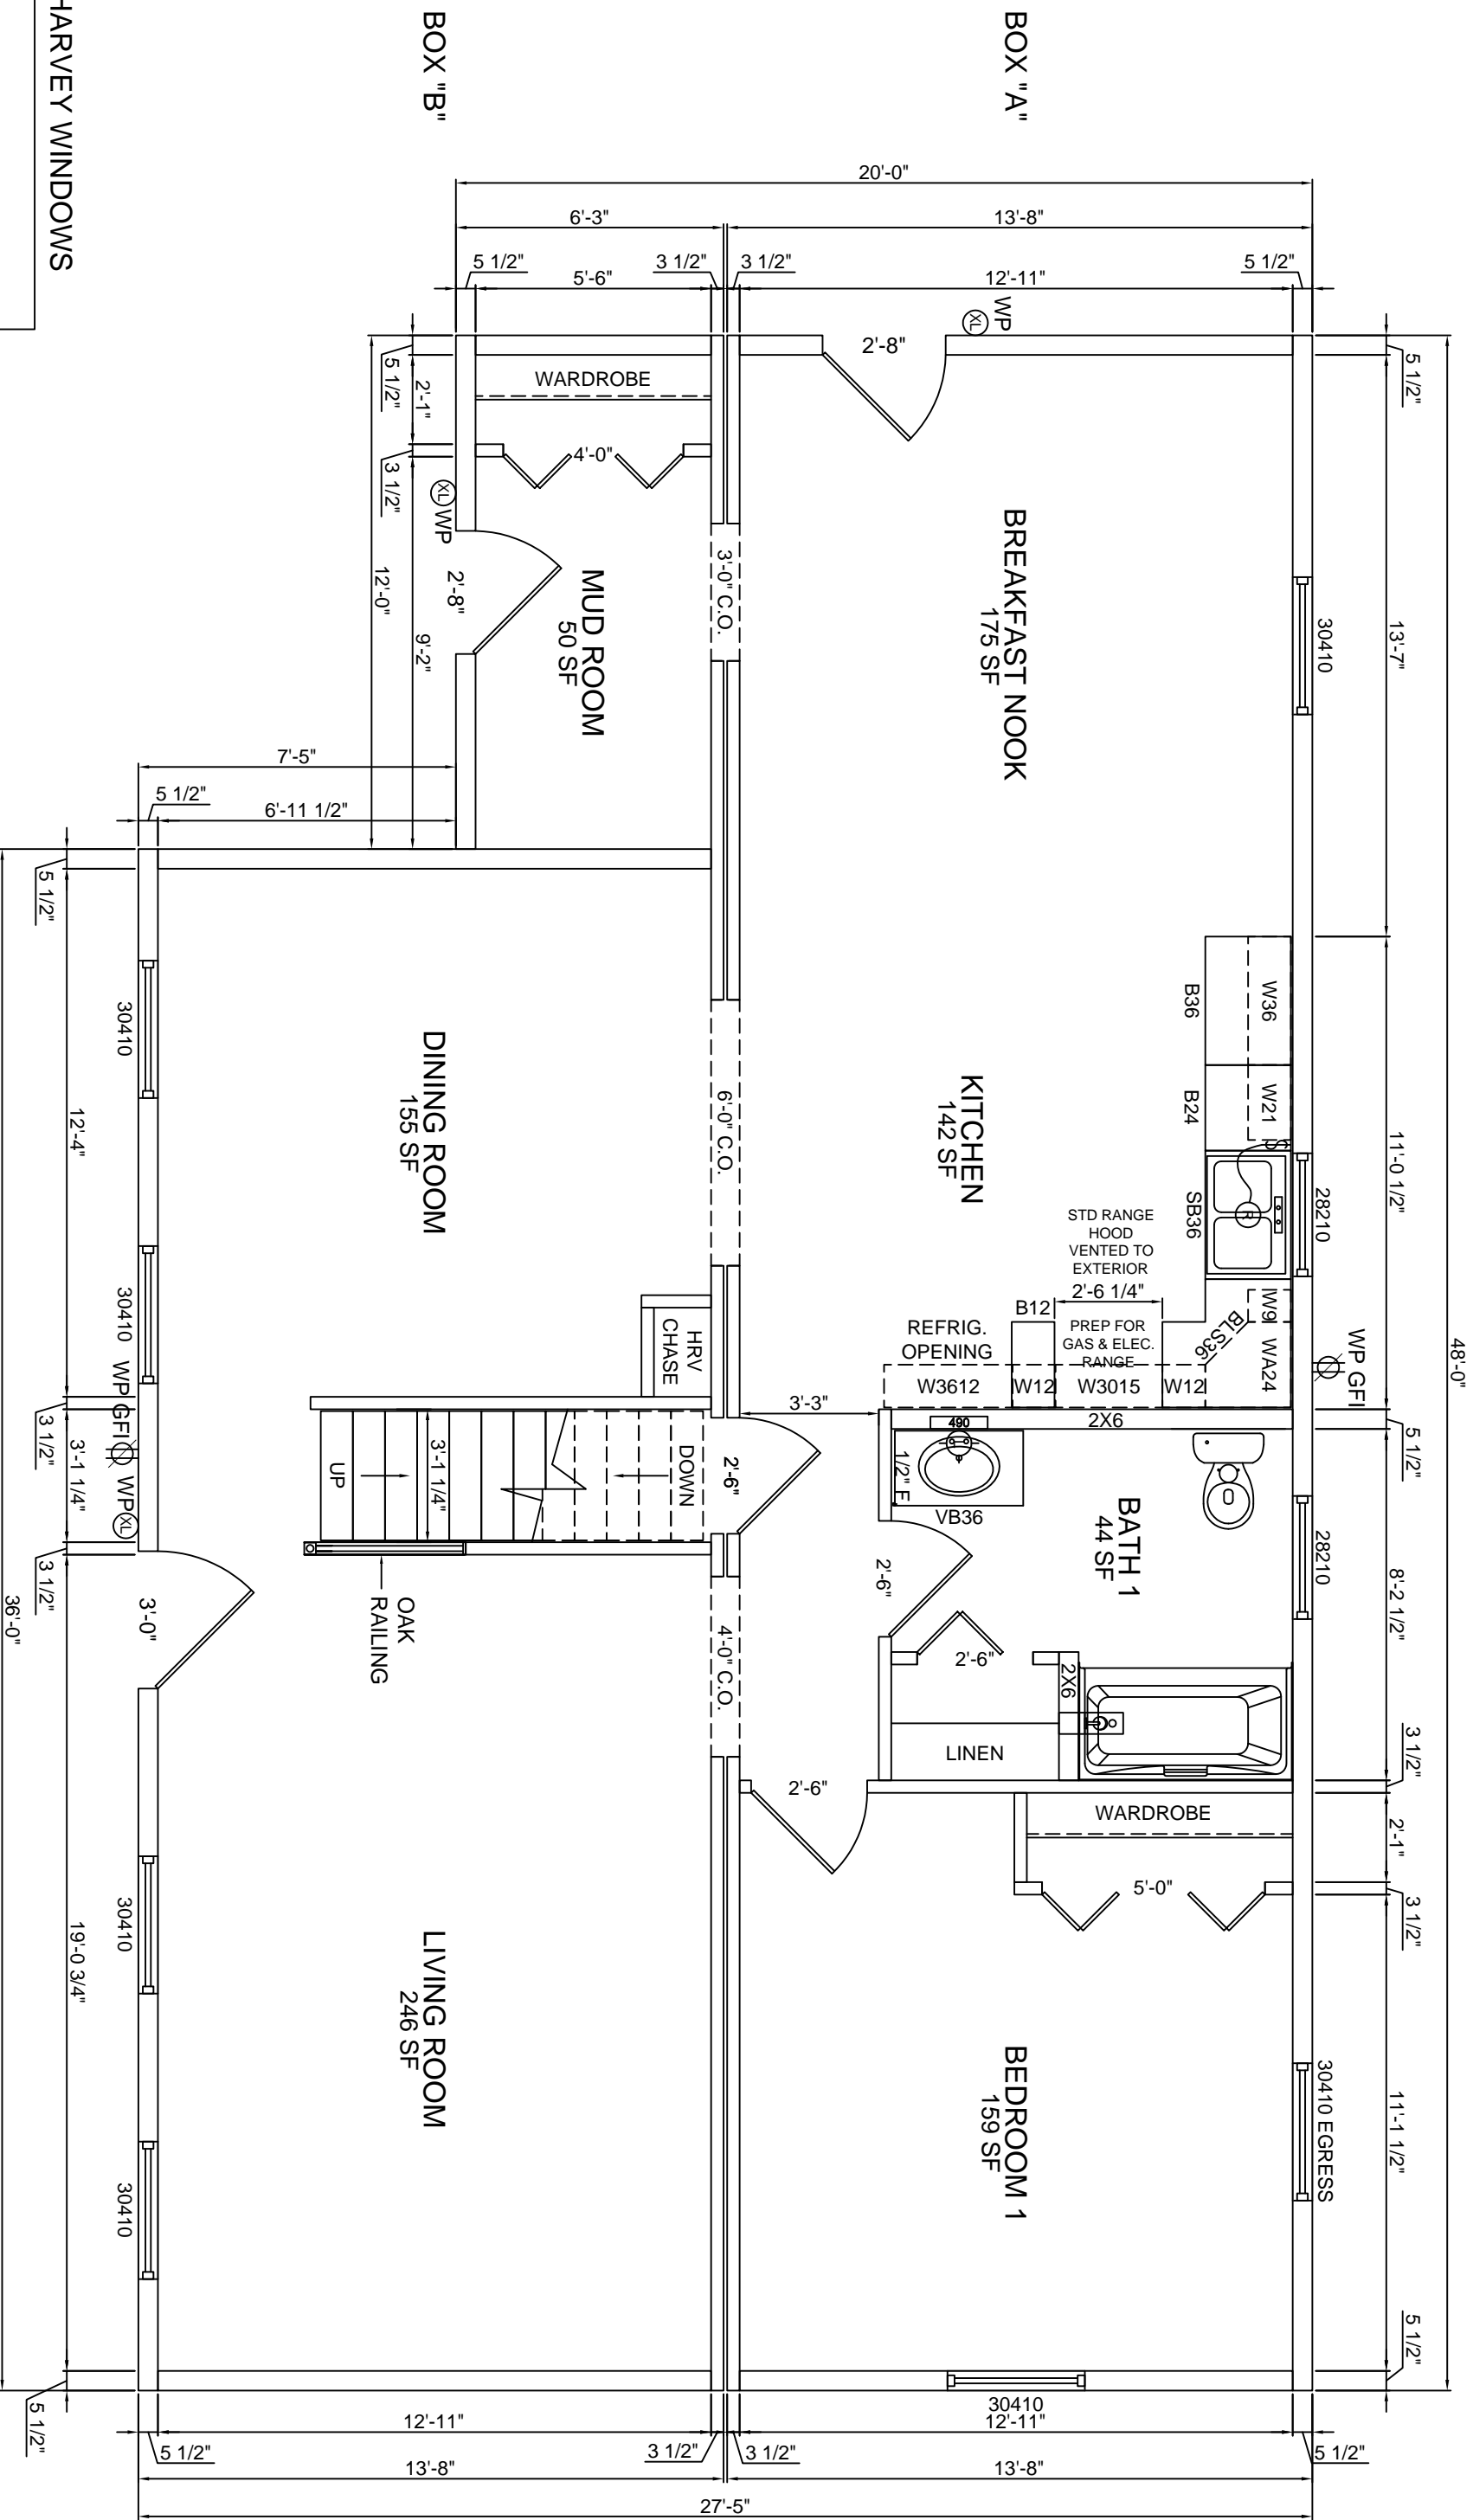 BOX "A"
BOX "B"
HARVEY WINDOWS
48'-0"
5 1/2"
13'-7"
11'-0 1/2"
5 1/2"
8'-2 1/2"
3 1/2"
2'-1"
3 1/2"
11'-1 1/2"
5 1/2"
30410
28210
WP GFI
28210
30410 EGRESS
20'-0"
6'-3"
13'-8"
5 1/2"
5'-6"
3 1/2"
3 1/2"
12'-11"
5 1/2"
WP
XL
2'-8"
BREAKFAST NOOK
175 SF
W36
B36
W21
B24
S
R
SB36
W9
BLS36
WA24
KITCHEN
142 SF
STD RANGE
HOOD
VENTED TO
EXTERIOR
2'-6 1/4"
B12
PREP FOR
GAS & ELEC.
RANGE
REFRIG.
OPENING
W3612
W12
W3015
W12
2X6
3'-3"
490
1/2" F
VB36
BATH 1
44 SF
2'-6"
2'-6"
2X6
LINEN
2'-6"
WARDROBE
5'-0"
BEDROOM 1
159 SF
30410
12'-11"
WARDROBE
4'-0"
3'-0" C.O.
6'-0" C.O.
2'-6"
4'-0" C.O.
MUD ROOM
50 SF
XL
WP
2'-8"
5 1/2"
2'-1"
3 1/2"
9'-2"
12'-0"
7'-5"
5 1/2"
6'-11 1/2"
DINING ROOM
155 SF
HRV
CHASE
DOWN
3'-1 1/4"
UP
OAK
RAILING
LIVING ROOM
246 SF
30410
30410
WP GFI
WP
XL
3'-0"
30410
30410
5 1/2"
12'-4"
3 1/2"
3'-1 1/4"
3 1/2"
19'-0 3/4"
5 1/2"
36'-0"
5 1/2"
12'-11"
5 1/2"
3 1/2"
3 1/2"
5 1/2"
13'-8"
13'-8"
27'-5"